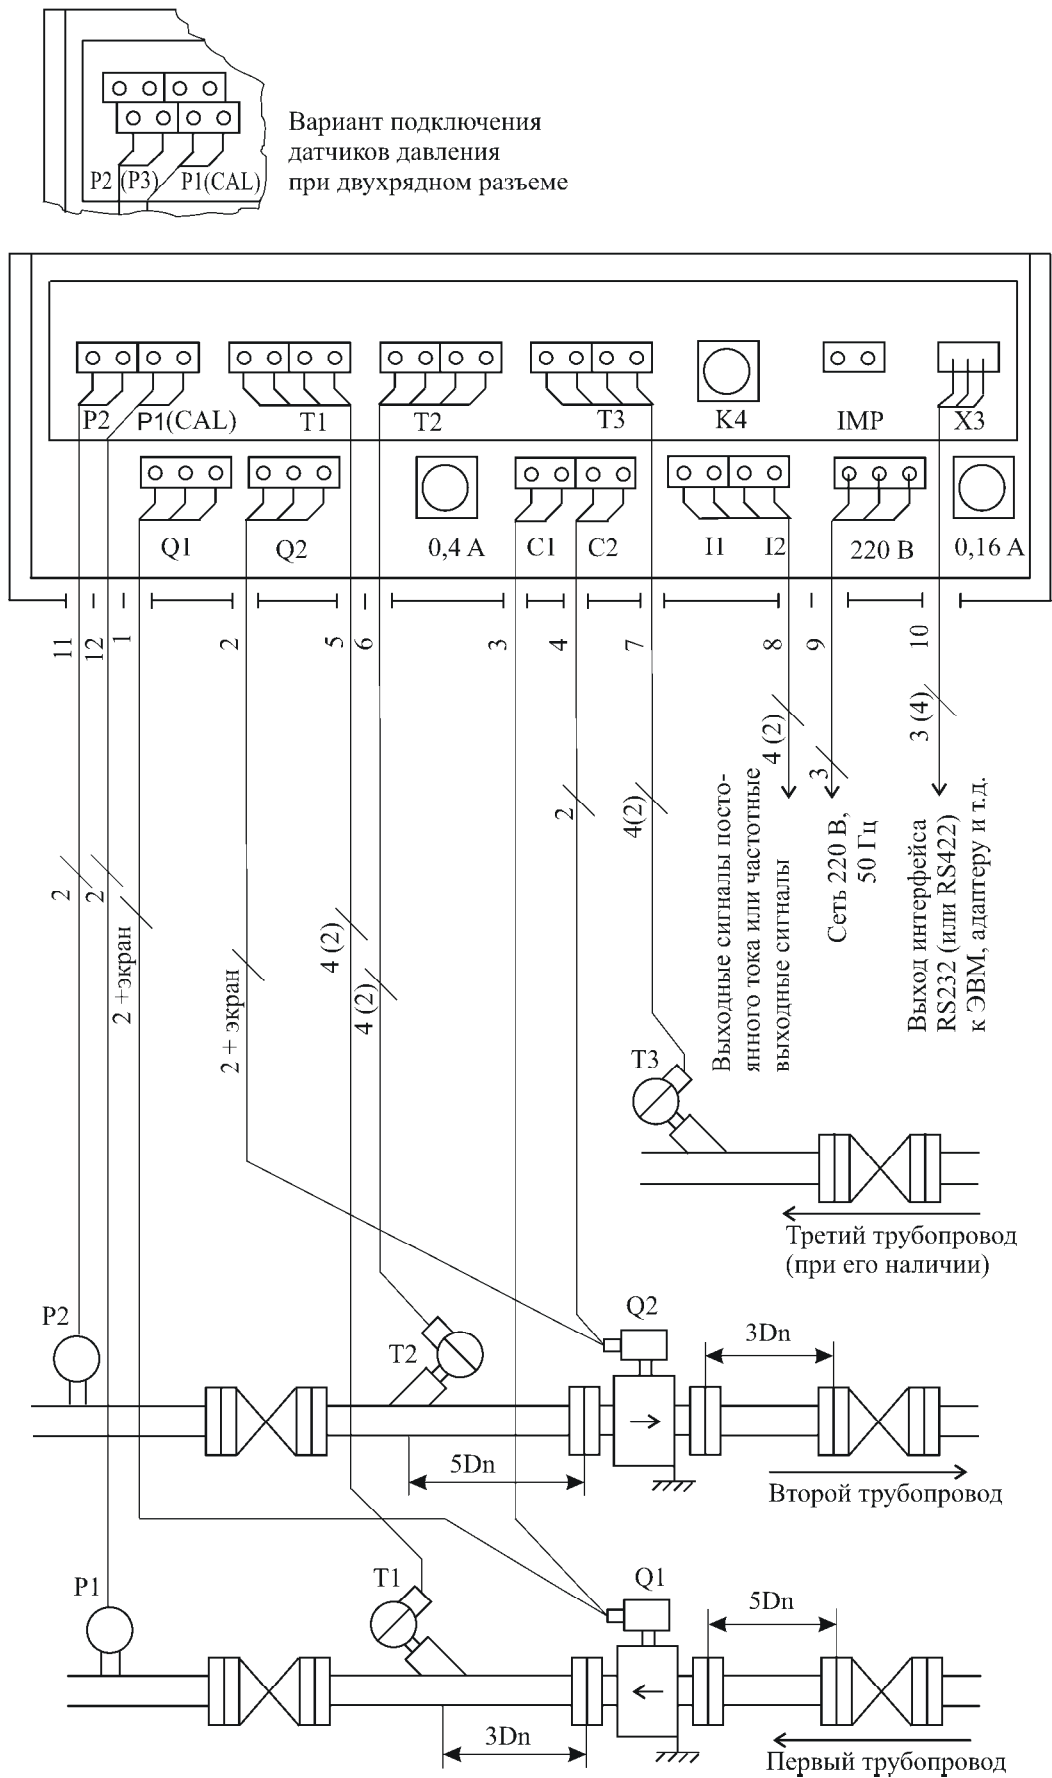 Вариант подключения
датчиков давления
при двухрядном разъеме
P2 (P3) P1(CAL)
P2 P1(CAL) T1 T2 T3 K4 IMP X3
Q1 Q2 0,4 А C1 C2 I1 I2 220 В 0,16 А
11 12 1 2 5 6 3 4 7 8 9 10
4 (2)
3
3 (4)
2
4(2)
2
2
2 +экран
2 + экран
4 (2)
4 (2)
Выходные сигналы посто-
янного тока или частотные
выходные сигналы
Сеть 220 В,
50 Гц
Выход интерфейса
RS232 (или RS422)
к ЭВМ, адаптеру и т.д.
T3
Третий трубопровод
(при его наличии)
P2
T2
Q2
3Dn
5Dn
Второй трубопровод
P1
T1
Q1
5Dn
3Dn
Первый трубопровод